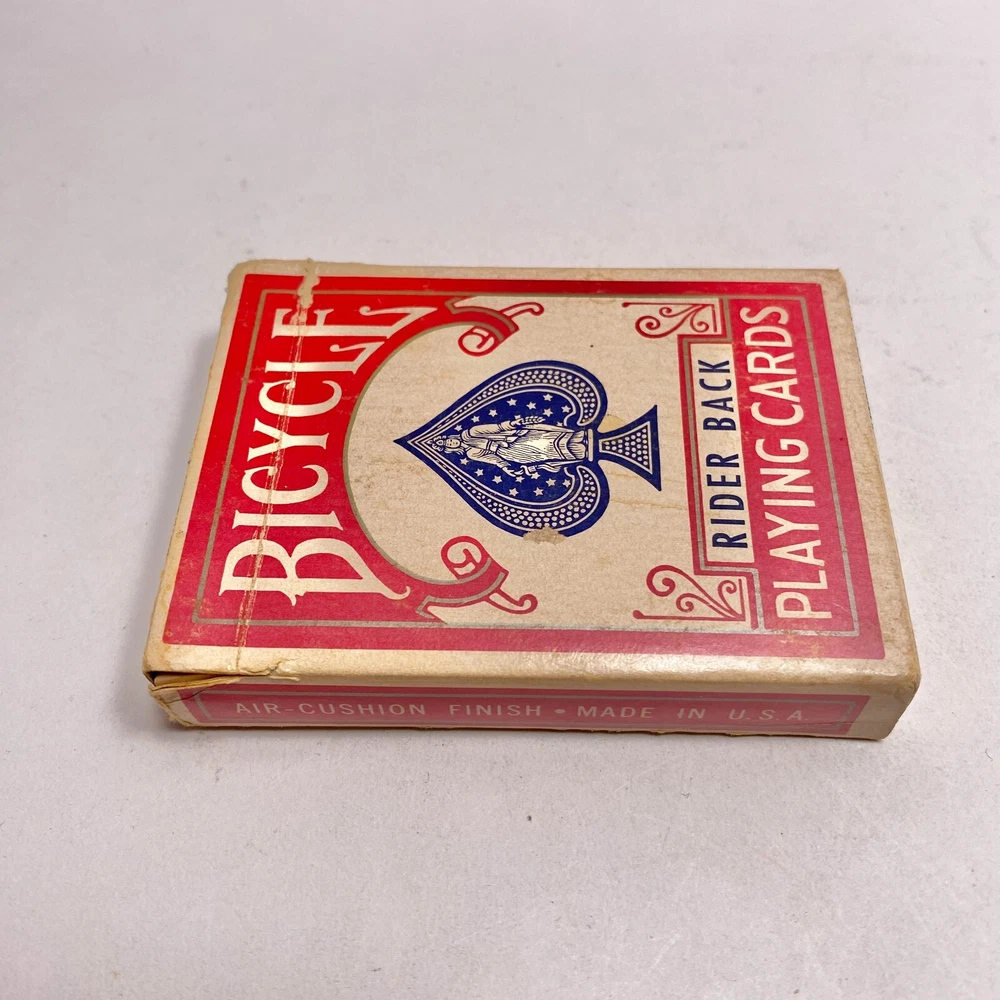 BICYCLE
RIDER BACK
PLAYING CARDS
AIR-CUSHION FINISH • MADE IN U.S.A.